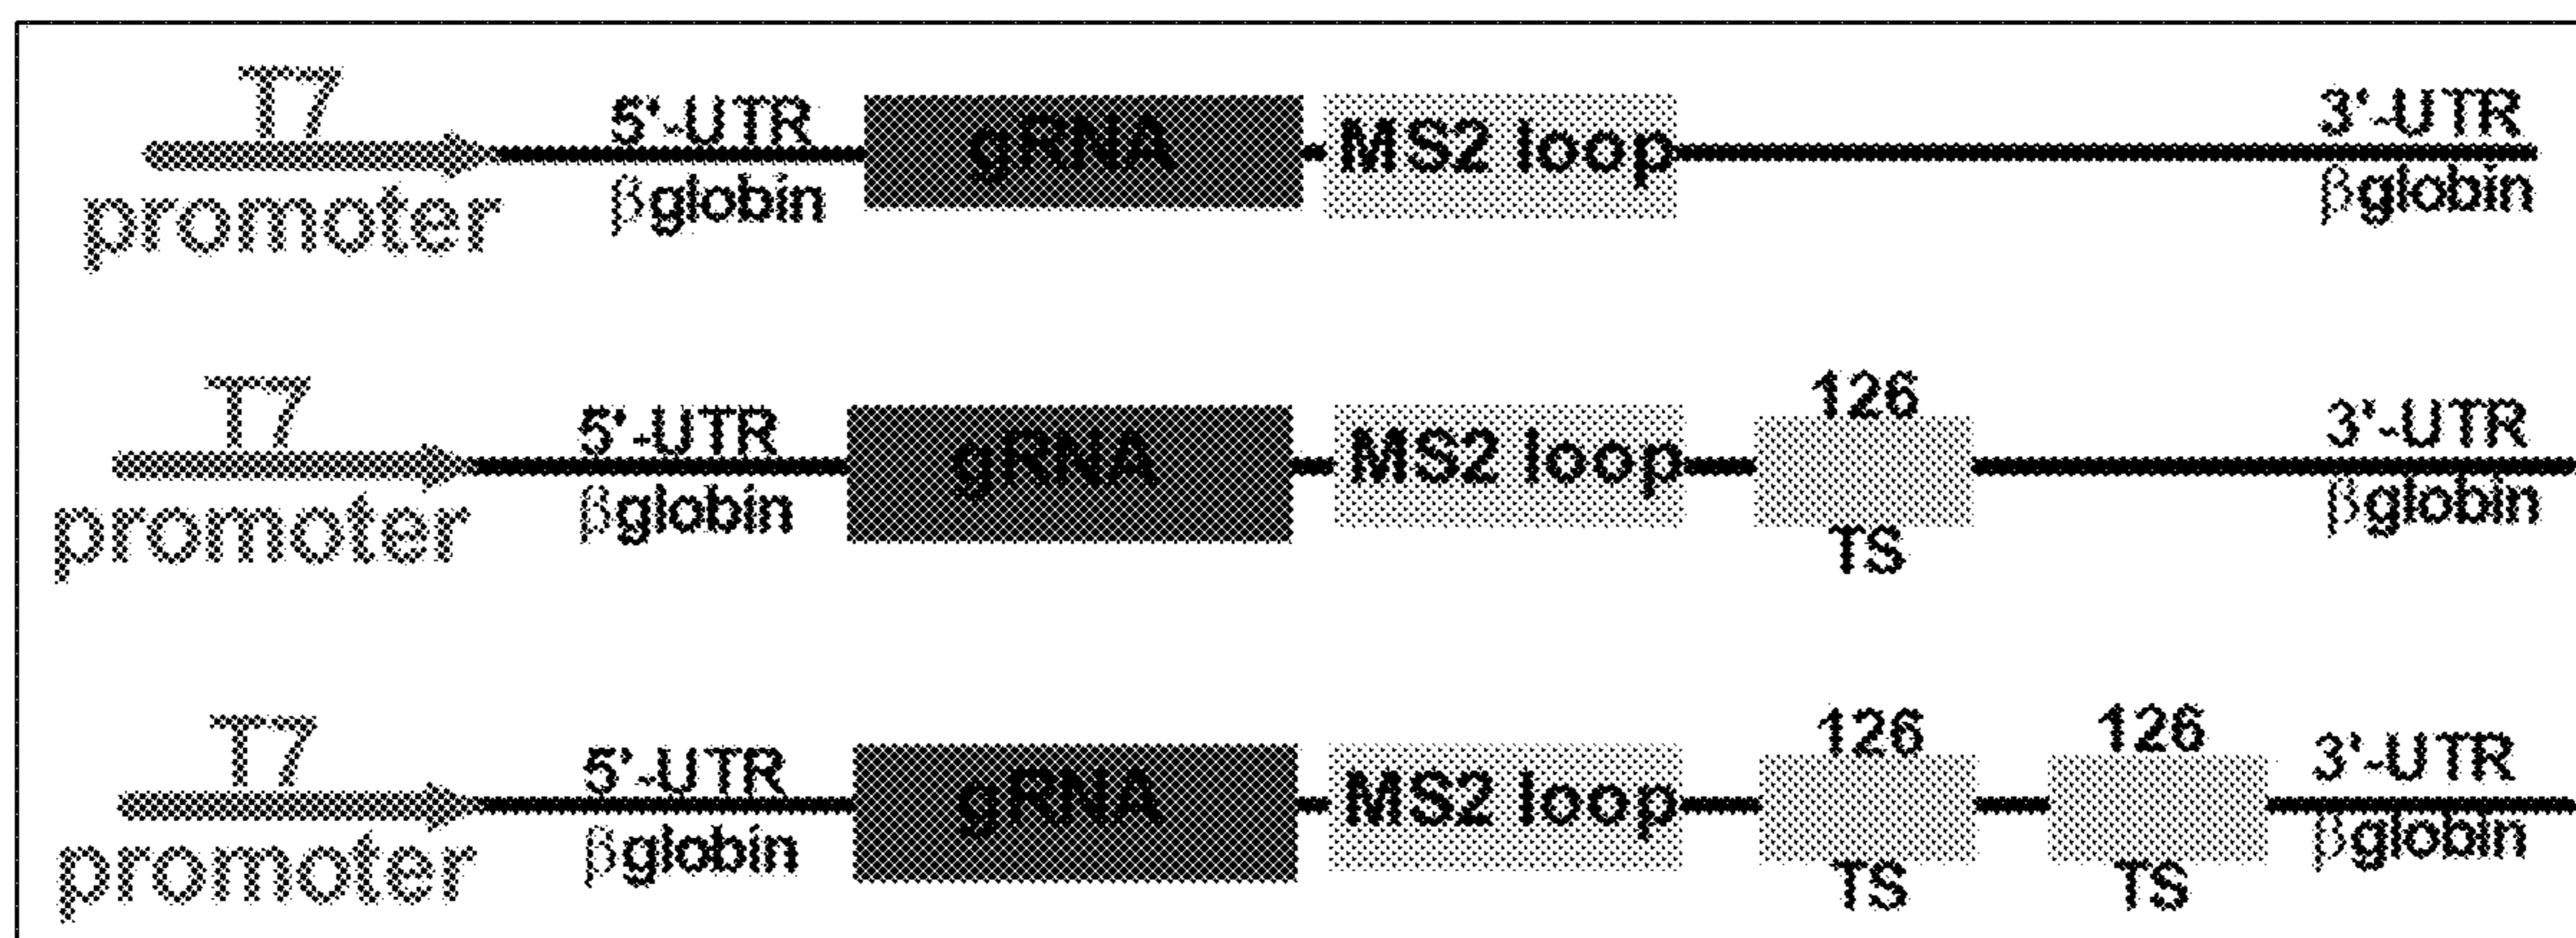 T7
promoter
5'-UTR
βglobin
gRNA
MS2 loop
3'-UTR
βglobin
T7
promoter
5'-UTR
βglobin
gRNA
MS2 loop
126
TS
3'-UTR
βglobin
T7
promoter
5'-UTR
βglobin
gRNA
MS2 loop
126
TS
126
TS
3'-UTR
βglobin